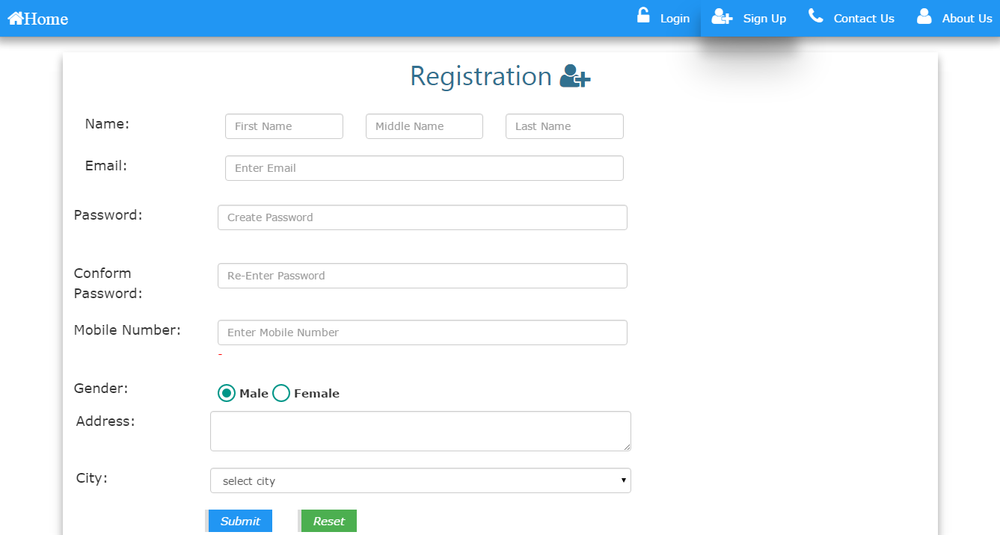 Home Login Sign Up Contact Us About Us
Registration
Name: First Name Middle Name Last Name
Email: Enter Email
Password: Create Password
Conform Re-Enter Password
Password:
Mobile Number: Enter Mobile Number
-
Gender: Male Female
Address:
City: select city
Submit Reset